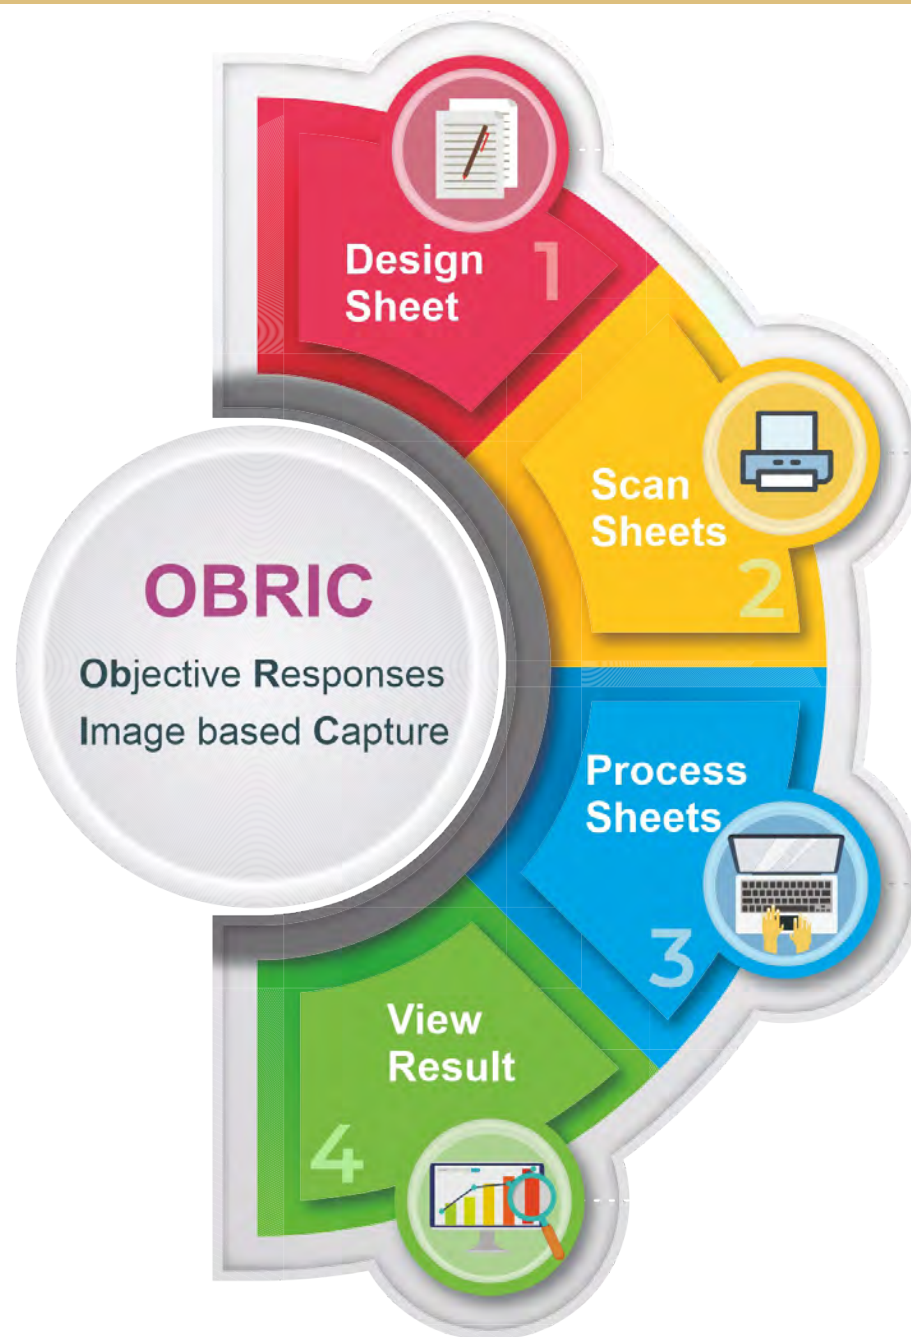 Design
Sheet
1
Scan
Sheets
2
OBRIC
Objective Responses
Image based Capture
Process
Sheets
3
View
Result
4